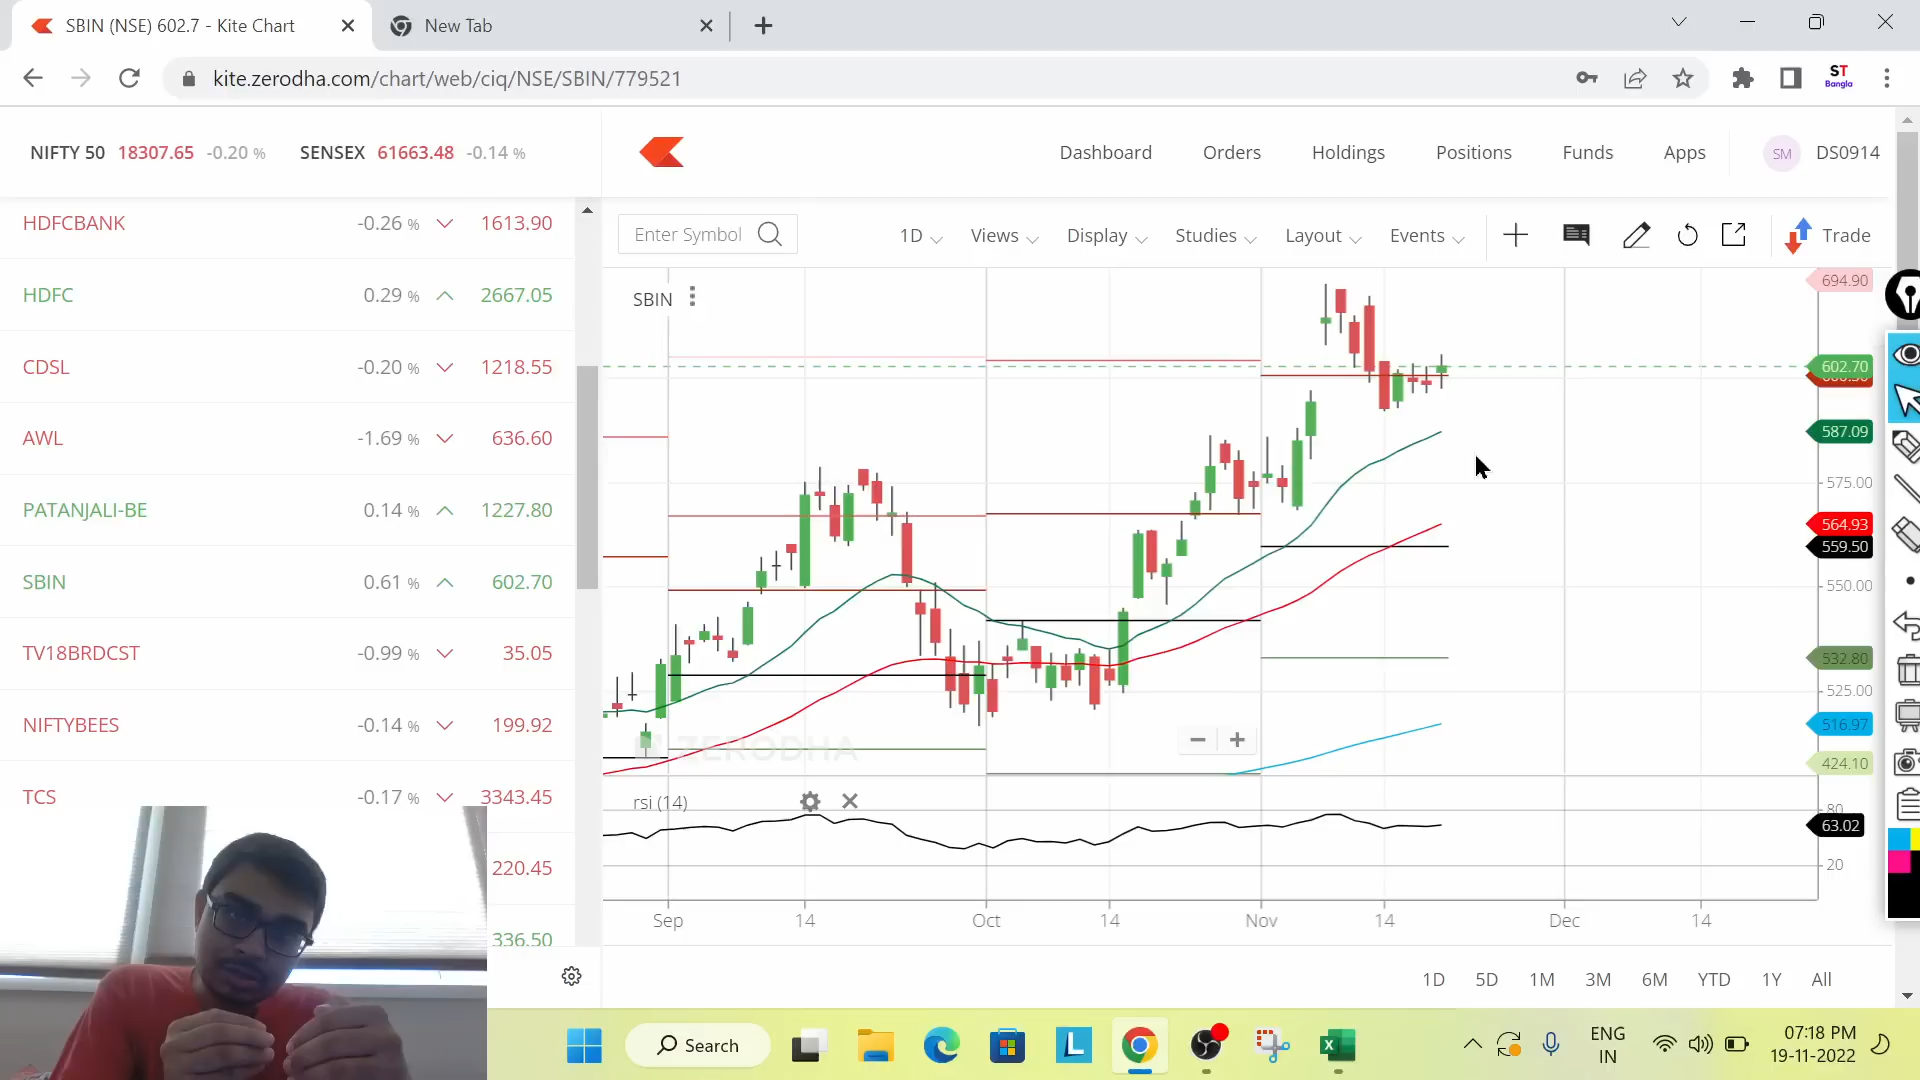 SBIN (NSE) 602.7 - Kite Chart
New Tab
kite.zerodha.com/chart/web/ciq/NSE/SBIN/779521
ST
Bangla
NIFTY 50 18307.65 -0.20 % SENSEX 61663.48 -0.14 %
Dashboard Orders Holdings Positions Funds Apps SM DS0914
HDFCBANK -0.26 % 1613.90
HDFC 0.29 % 2667.05
CDSL -0.20 % 1218.55
AWL -1.69 % 636.60
PATANJALI-BE 0.14 % 1227.80
SBIN 0.61 % 602.70
TV18BRDCST -0.99 % 35.05
NIFTYBEES -0.14 % 199.92
TCS -0.17 % 3343.45
220.45
336.50
Enter Symbol 1D Views Display Studies Layout Events Trade
SBIN
694.90
602.70
587.09
575.00
564.93
559.50
550.00
532.80
525.00
516.97
424.10
ZERODHA
rsi (14)
80
63.02
20
Sep 14 Oct 14 Nov 14 Dec 14
1D 5D 1M 3M 6M YTD 1Y All
Search
L
X
ENG
IN
07:18 PM
19-11-2022